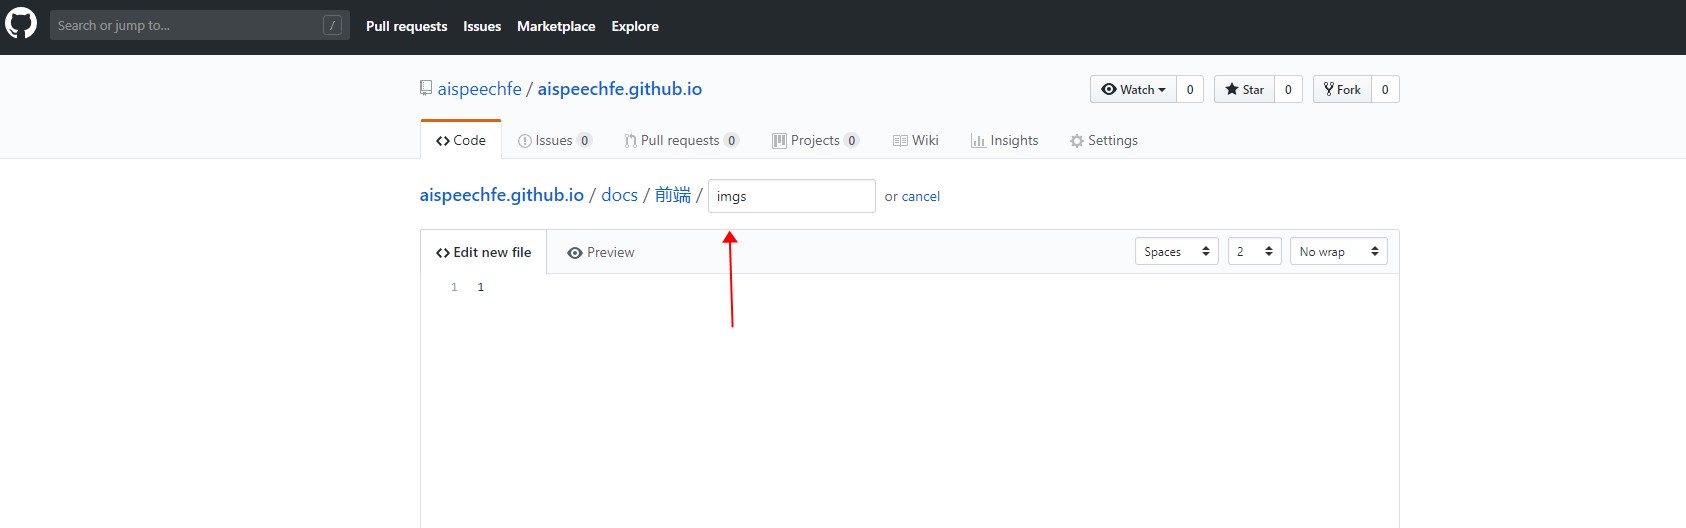 Search or jump to... / Pull requests Issues Marketplace Explore
aispeechfe / aispeechfe.github.io Watch 0 Star 0 Fork 0
Code Issues 0 Pull requests 0 Projects 0 Wiki Insights Settings
aispeechfe.github.io / docs / 前端 / imgs or cancel
Edit new file Preview Spaces 2 No wrap
1 1